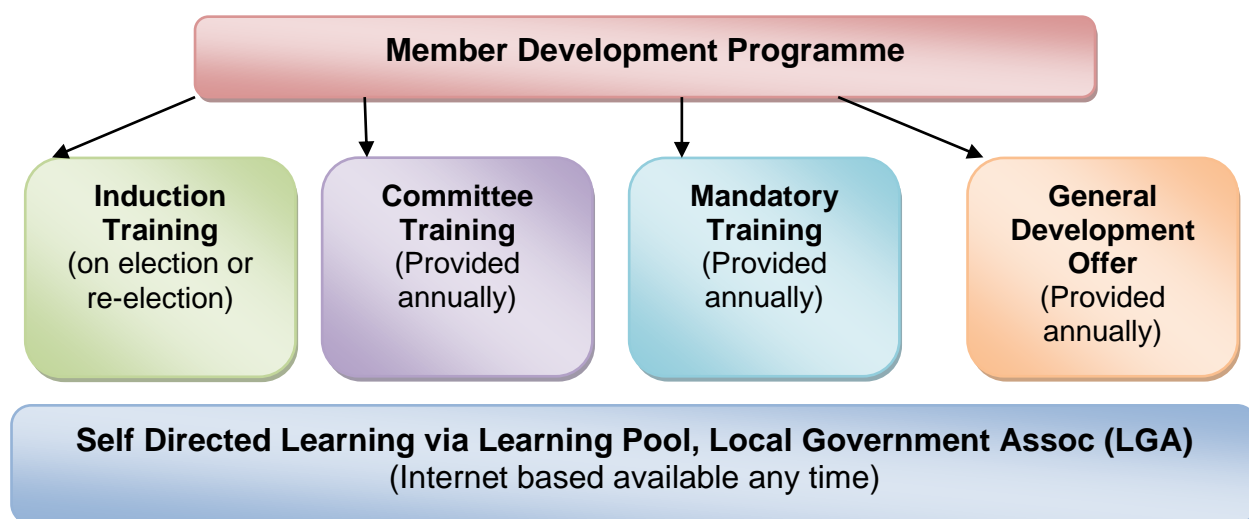 Member Development Programme
Induction
Training
(on election or
re-election)
Committee
Training
(Provided
annually)
Mandatory
Training
(Provided
annually)
General
Development
Offer
(Provided
annually)
Self Directed Learning via Learning Pool, Local Government Assoc (LGA)
(Internet based available any time)